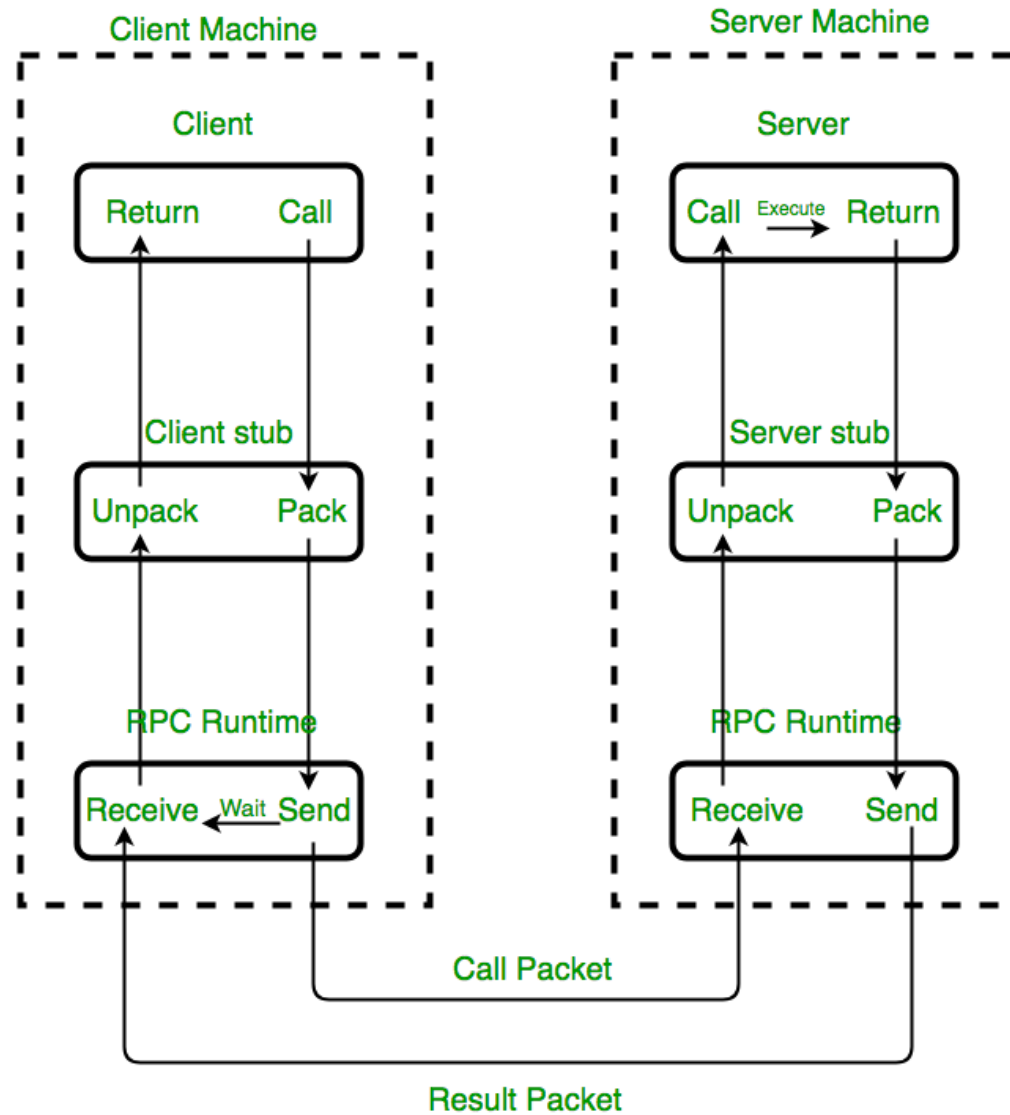 Client Machine
Server Machine
Client
Server
Return Call
Call Execute Return
Client stub
Server stub
Unpack Pack
Unpack Pack
RPC Runtime
RPC Runtime
Receive Wait Send
Receive Send
Call Packet
Result Packet